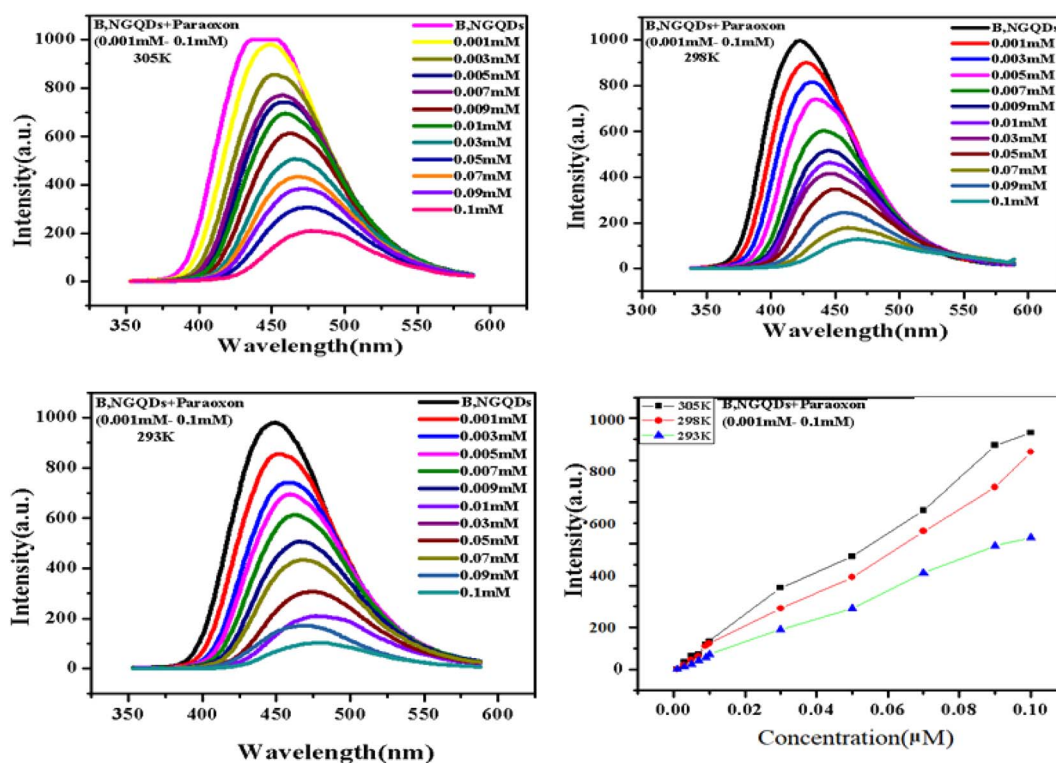 B,NGQDs+Paraoxon
(0.001mM- 0.1mM)
305K
B,NGQDs
0.001mM
0.003mM
0.005mM
0.007mM
0.009mM
0.01mM
0.03mM
0.05mM
0.07mM
0.09mM
0.1mM
1000
800
600
400
200
0
Intensity(a.u.)
350
400
450
500
550
600
Wavelength(nm)
B,NGQDs+Paraoxon
(0.001mM- 0.1mM)
298K
B,NGQDs
0.001mM
0.003mM
0.005mM
0.007mM
0.009mM
0.01mM
0.03mM
0.05mM
0.07mM
0.09mM
0.1mM
1000
800
600
400
200
0
Intensity(a.u.)
300
350
400
450
500
550
600
Wavelength(nm)
B,NGQDs+Paraoxon
(0.001mM- 0.1mM)
293K
B,NGQDs
0.001mM
0.003mM
0.005mM
0.007mM
0.009mM
0.01mM
0.03mM
0.05mM
0.07mM
0.09mM
0.1mM
1000
800
600
400
200
0
Intensity(a.u.)
350
400
450
500
550
600
Wavelength(nm)
305K
298K
293K
B,NGQDs+Paraoxon
(0.001mM- 0.1mM)
1000
800
600
400
200
0
Intensity(a.u.)
0.00
0.02
0.04
0.06
0.08
0.10
Concentration(µM)